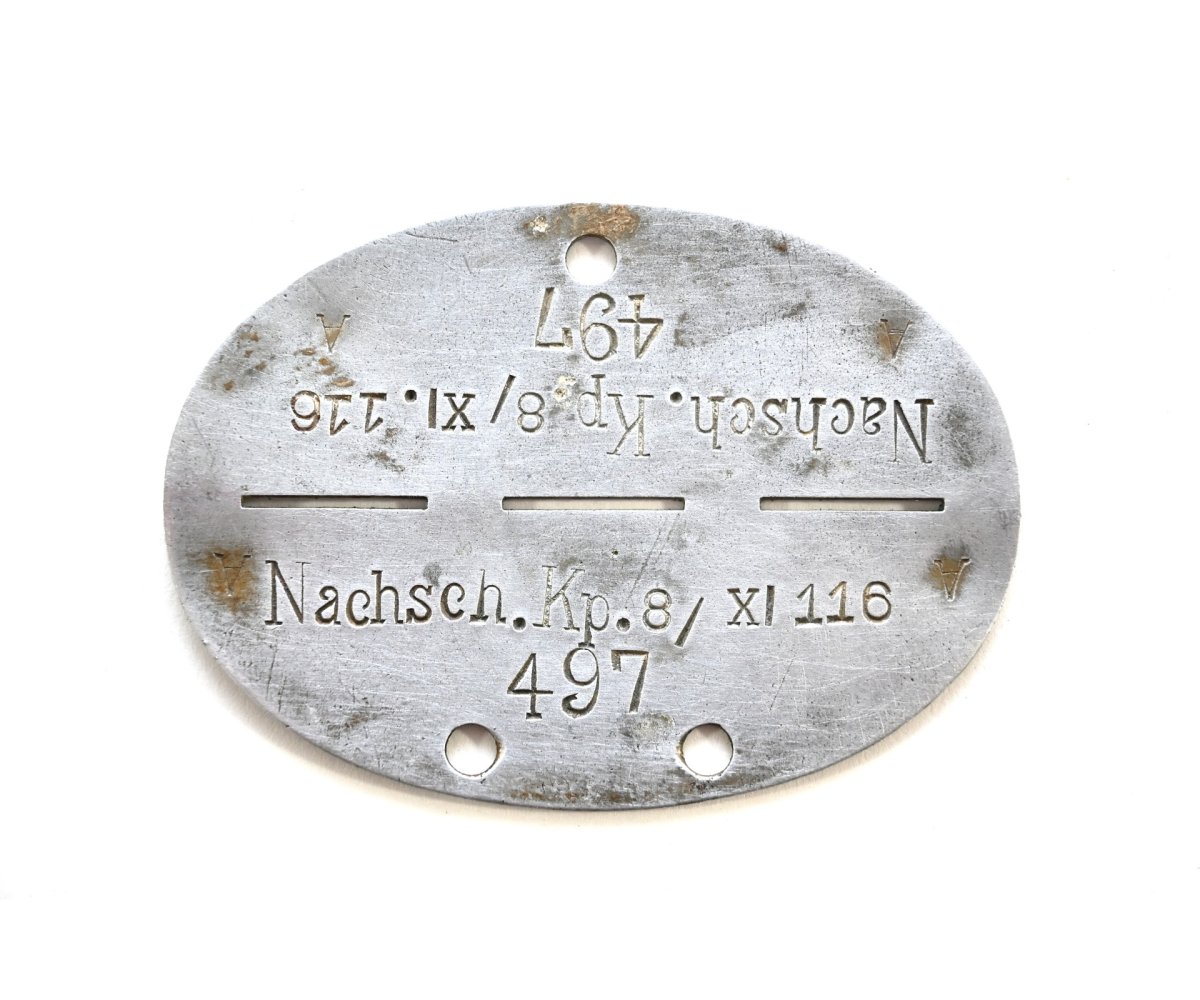 A A
497
Nachsch. Kp. 8/ XI. 116
A Nachsch. Kp. 8/ XI 116 A
497